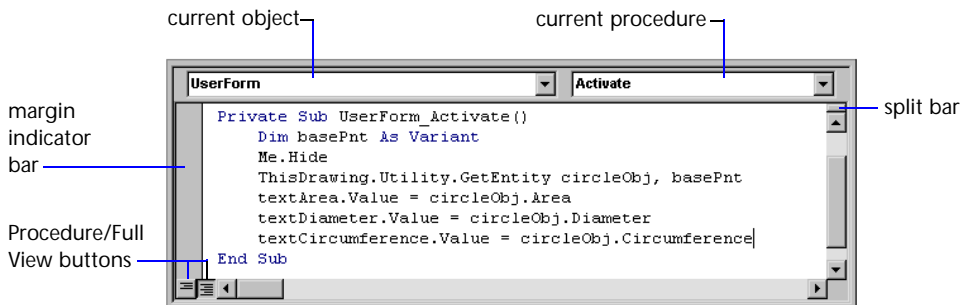 current object
current procedure
UserForm
Activate
margin
indicator
bar
split bar
Private Sub UserForm_Activate()
Dim basePnt As Variant
Me.Hide
ThisDrawing.Utility.GetEntity circleObj, basePnt
textArea.Value = circleObj.Area
textDiameter.Value = circleObj.Diameter
textCircumference.Value = circleObj.Circumference
End Sub
Procedure/Full
View buttons